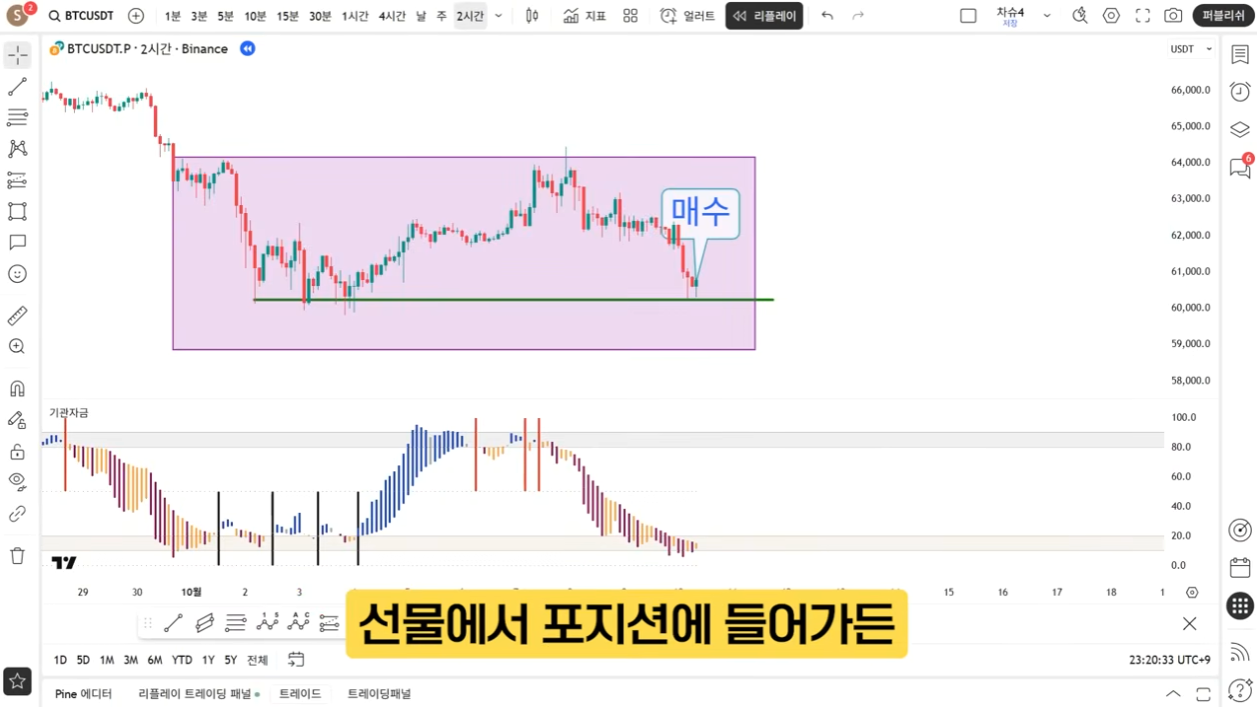 S 2 BTCUSDT 1분 3분 5분 10분 15분 30분 1시간 4시간 날 주 2시간 지표 얼러트 리플레이 차슈4 퍼블리쉬
저장
BTCUSDT.P · 2시간 · Binance USDT
66,000.0
65,000.0
64,000.0
6
63,000.0
매수
62,000.0
61,000.0
60,000.0
59,000.0
58,000.0
기관자금
100.0
80.0
60.0
40.0
20.0
0.0
29 30 10월 2 3 15 16 17 18
선물에서 포지션에 들어가든
1D 5D 1M 3M 6M YTD 1Y 5Y 전체 23:20:33 UTC+9
Pine 에디터 리플레이 트레이딩 패널 트레이드 트레이딩패널